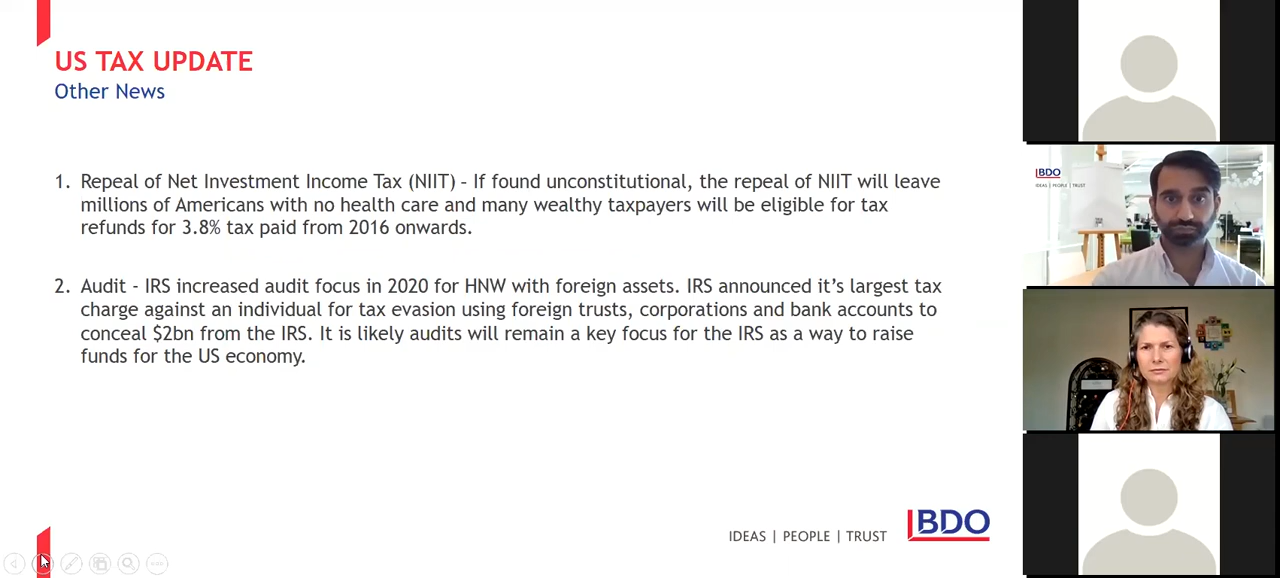 US TAX UPDATE
Other News
1. Repeal of Net Investment Income Tax (NIIT) – If found unconstitutional, the repeal of NIIT will leave
millions of Americans with no health care and many wealthy taxpayers will be eligible for tax
refunds for 3.8% tax paid from 2016 onwards.
2. Audit – IRS increased audit focus in 2020 for HNW with foreign assets. IRS announced it's largest tax
charge against an individual for tax evasion using foreign trusts, corporations and bank accounts to
conceal $2bn from the IRS. It is likely audits will remain a key focus for the IRS as a way to raise
funds for the US economy.
IDEAS | PEOPLE | TRUST
BDO
BDO
IDEAS | PEOPLE | TRUST